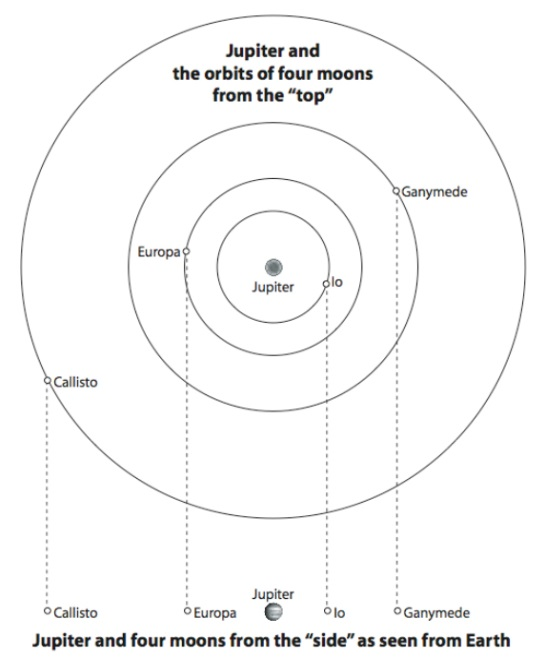 Jupiter and
the orbits of four moons
from the “top”
Ganymede
Europa
Io
Jupiter
Callisto
Jupiter
Callisto
Europa
Io
Ganymede
Jupiter and four moons from the “side” as seen from Earth